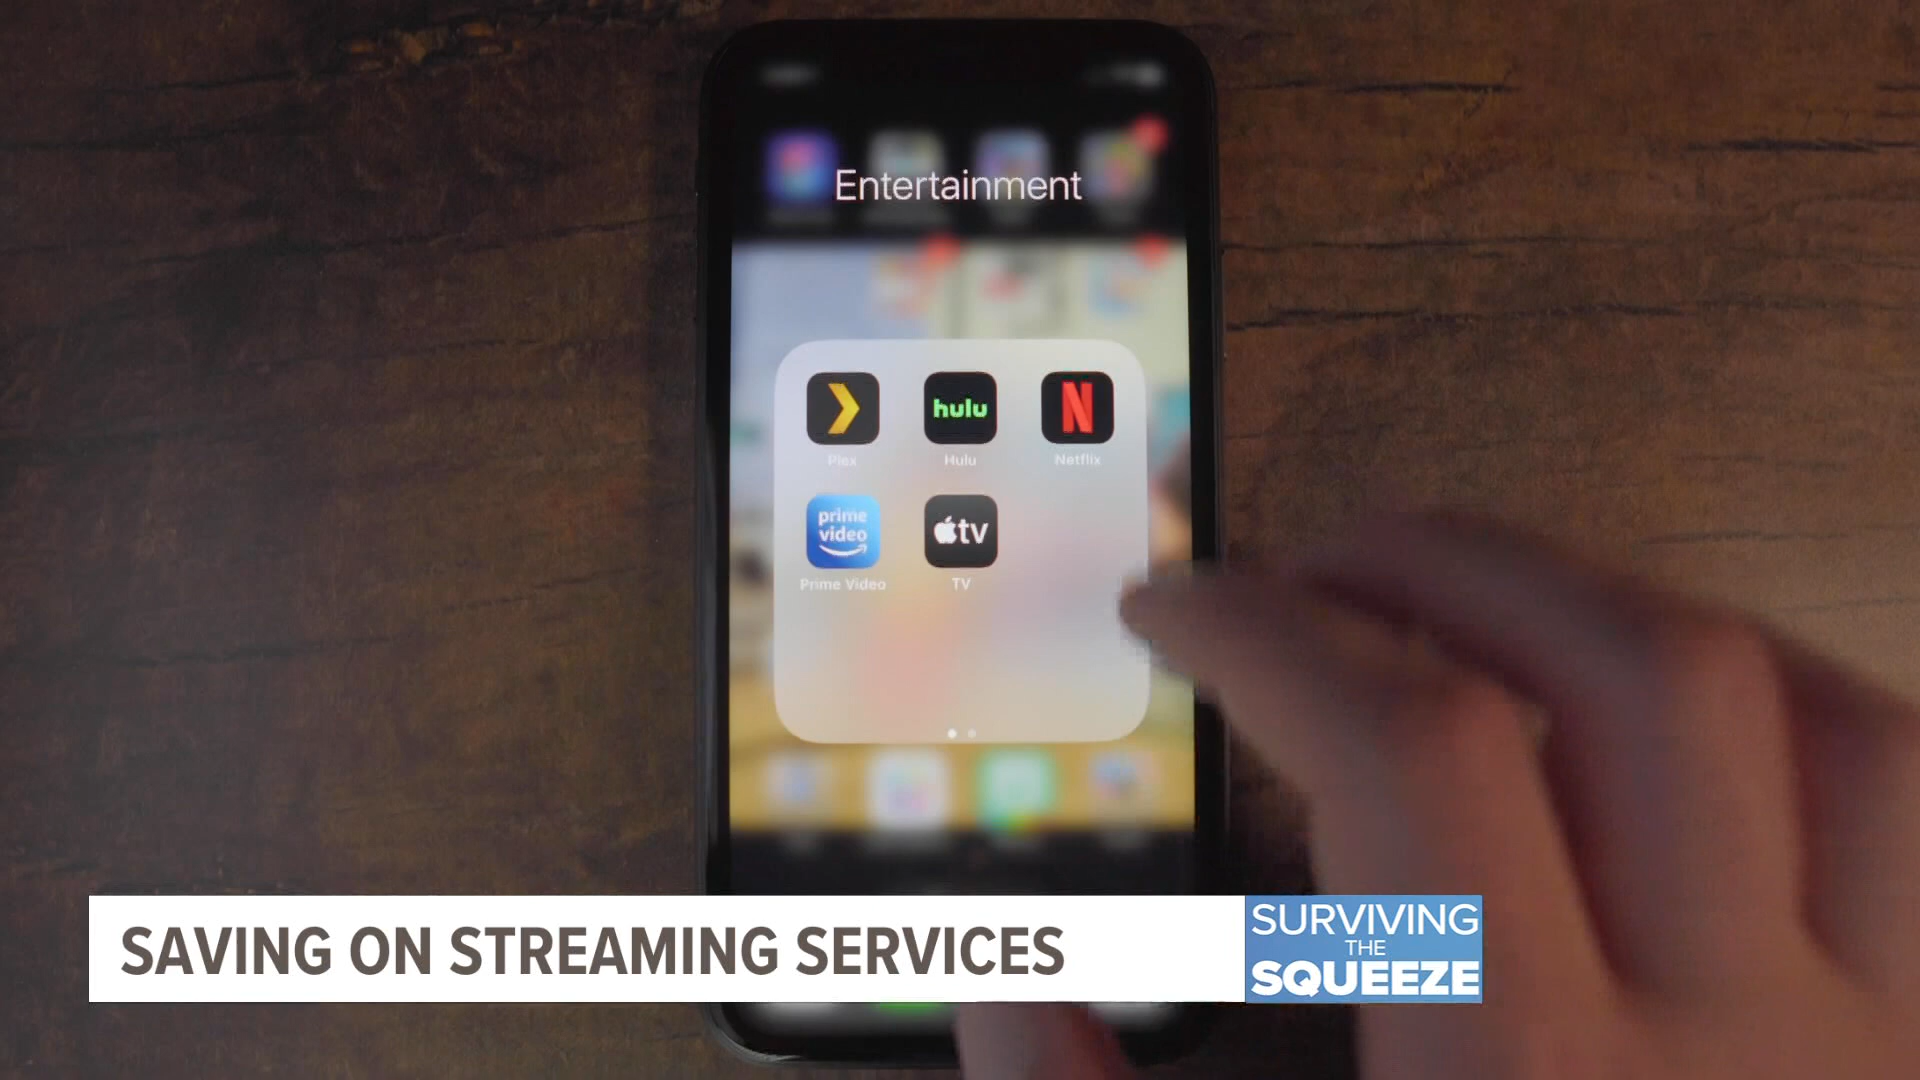 Entertainment
hulu
N
Plex Hulu Netflix
prime
video
tv
Prime Video TV
SAVING ON STREAMING SERVICES
SURVIVING
THE
SQUEEZE